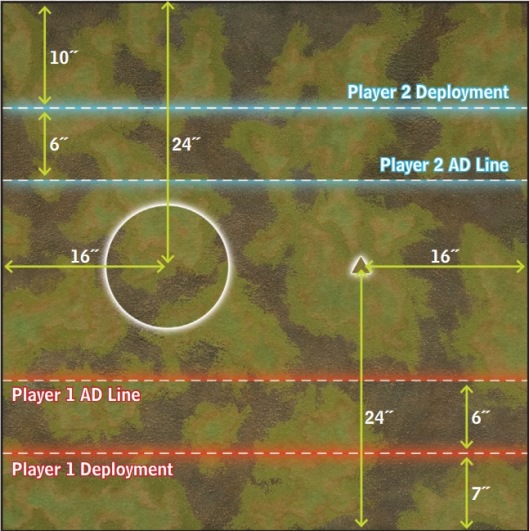 10˝
Player 2 Deployment
6˝
24˝
Player 2 AD Line
16˝
16˝
Player 1 AD Line
24˝
6˝
Player 1 Deployment
7˝